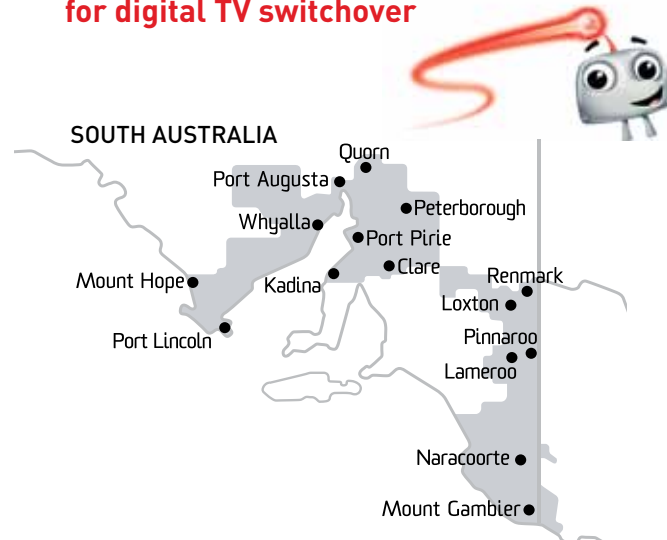 for digital TV switchover
SOUTH AUSTRALIA
Quorn
Port Augusta
Peterborough
Whyalla
Port Pirie
Clare
Mount Hope
Kadina
Renmark
Loxton
Port Lincoln
Pinnaroo
Lameroo
Naracoorte
Mount Gambier